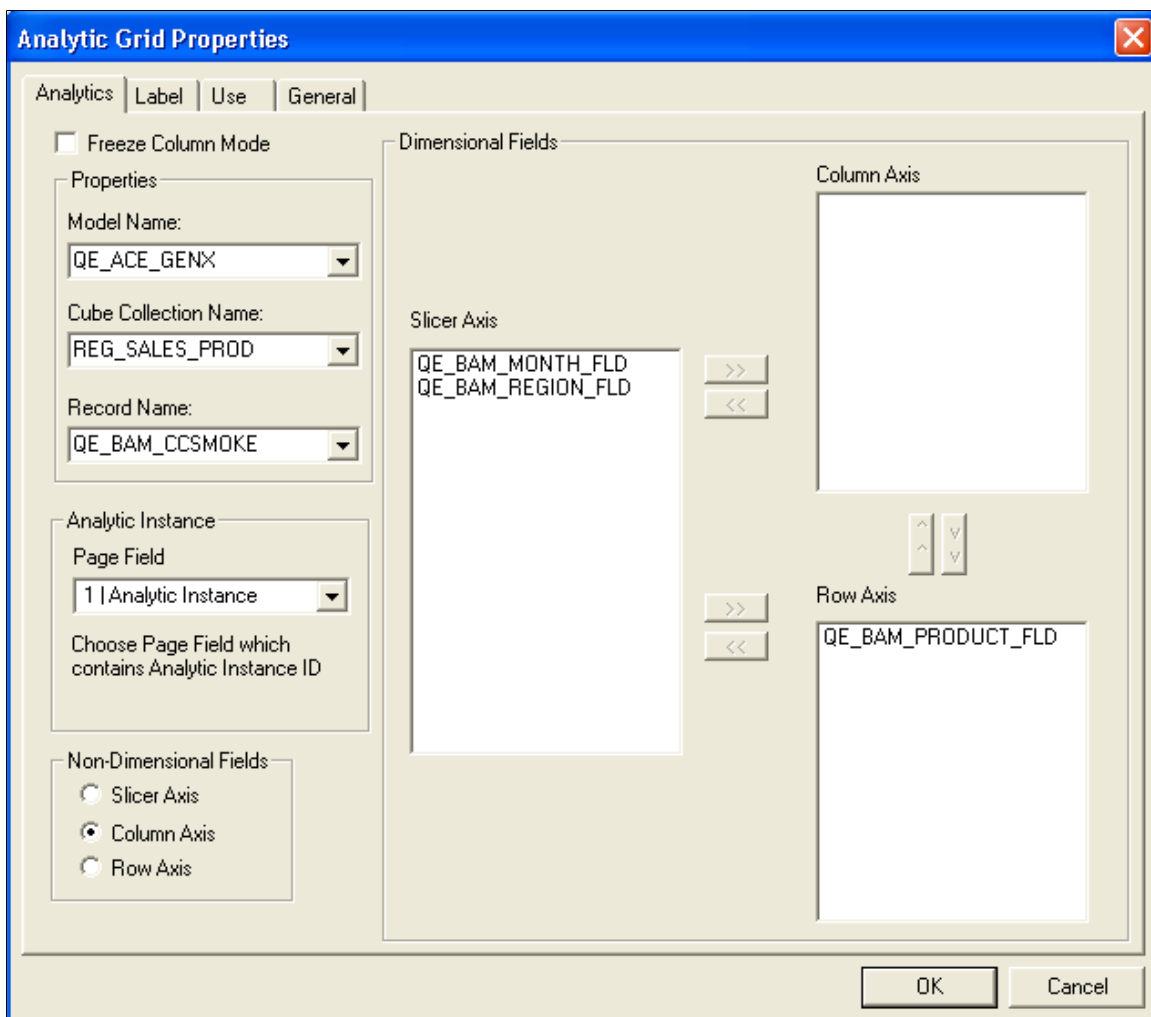 Analytic Grid Properties
Analytics
Label
Use
General
Freeze Column Mode
Properties
Model Name:
QE_ACE_GENX
Cube Collection Name:
REG_SALES_PROD
Record Name:
QE_BAM_CCSMOKE
Analytic Instance
Page Field
1 | Analytic Instance
Choose Page Field which
contains Analytic Instance ID
Non-Dimensional Fields
Slicer Axis
Column Axis
Row Axis
Dimensional Fields
Slicer Axis
QE_BAM_MONTH_FLD
QE_BAM_REGION_FLD
>>
<<
>>
<<
Column Axis
Row Axis
QE_BAM_PRODUCT_FLD
OK
Cancel